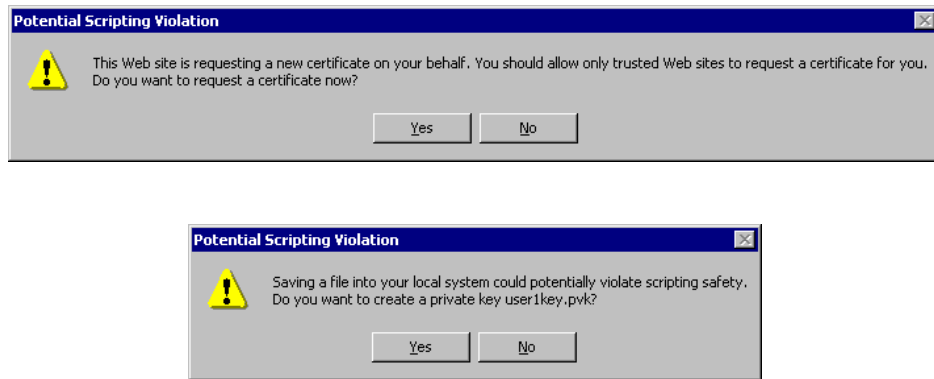 Potential Scripting Violation
This Web site is requesting a new certificate on your behalf. You should allow only trusted Web sites to request a certificate for you.
Do you want to request a certificate now?
Yes No
Potential Scripting Violation
Saving a file into your local system could potentially violate scripting safety.
Do you want to create a private key user1key.pvk?
Yes No